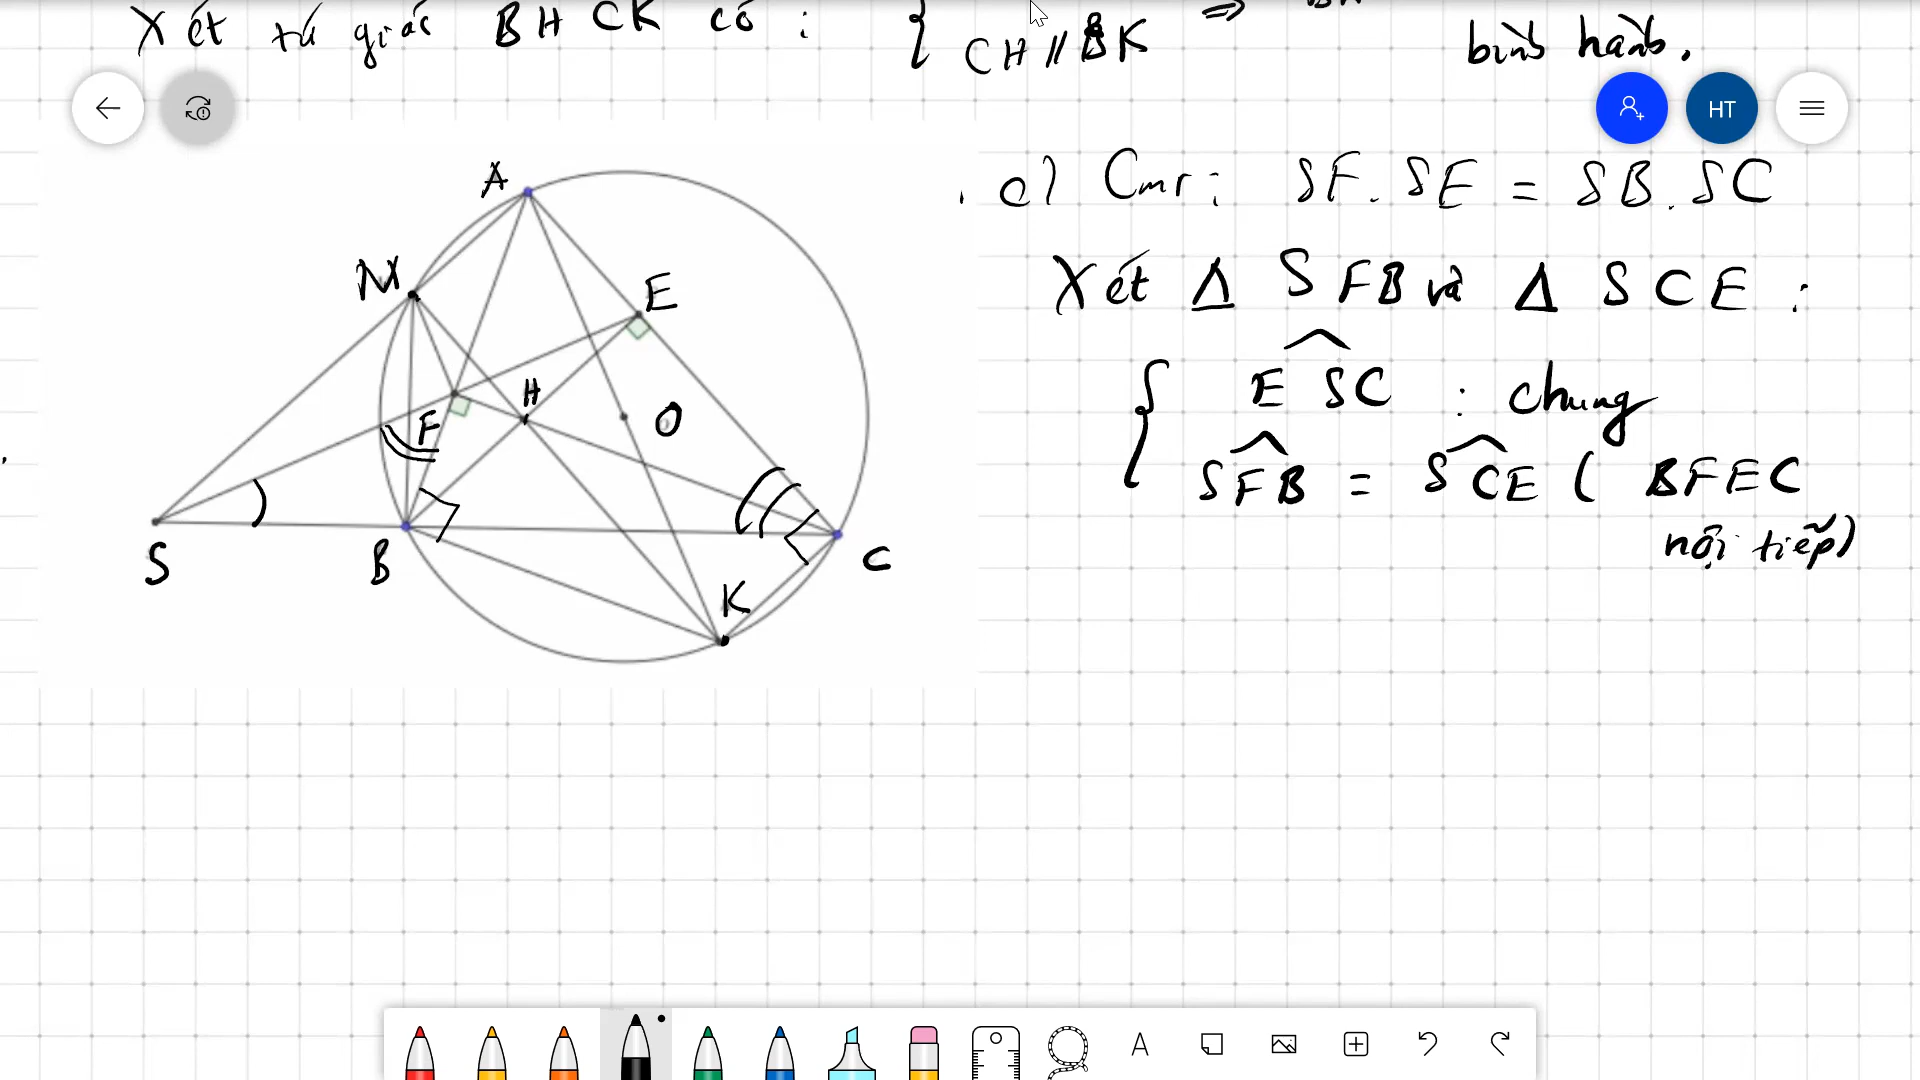 Xét tứ giác BHCK có : { CH // BK ⇒
bình hành.
HT
c) Cmr: SF. SE = SB. SC
Xét Δ SFB và Δ SCE :
ESC : chung
SFB = SCE ( BFEC
nội tiếp)
A
M
E
H
F
O
S
B
C
K
A